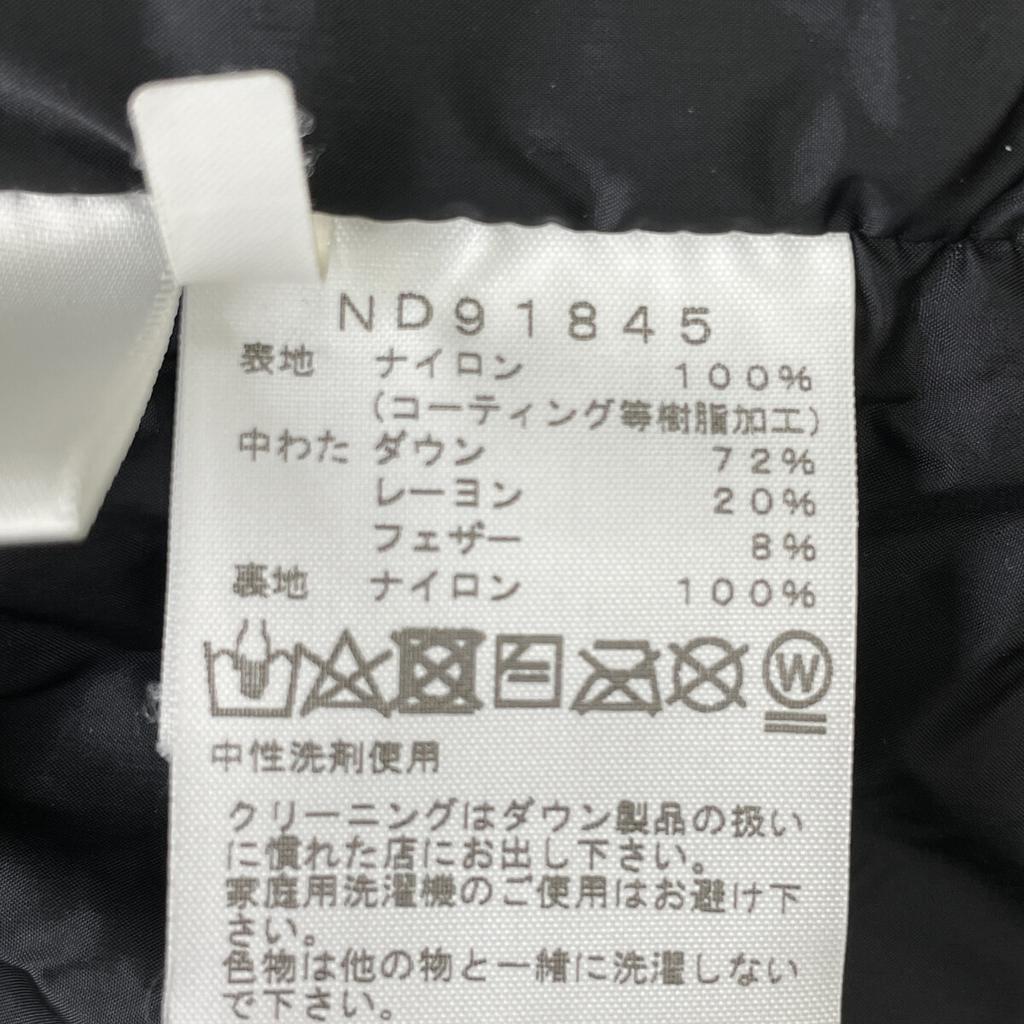 ND91845
表地 ナイロン 100%
(コーティング等樹脂加工)
中わた ダウン 72%
レーヨン 20%
フェザー 8%
裏地 ナイロン 100%
W
中性洗剤使用
クリーニングはダウン製品の扱い
に慣れた店にお出し下さい。
家庭用洗濯機のご使用はお避け下
さい。
色物は他の物と一緒に洗濯しない
で下さい。